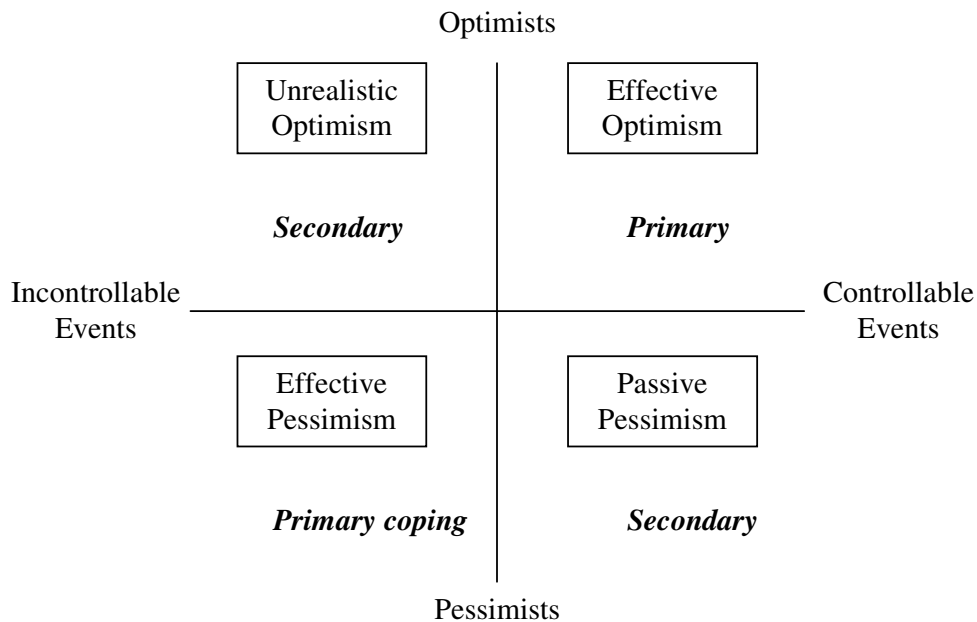 Optimists
Unrealistic
Optimism
Effective
Optimism
Secondary
Primary
Incontrollable
Events
Controllable
Events
Effective
Pessimism
Passive
Pessimism
Primary coping
Secondary
Pessimists